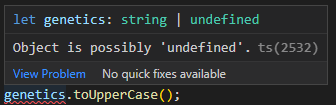 let genetics: string | undefined
Object is possibly 'undefined'. ts(2532)
View Problem No quick fixes available
genetics.toUpperCase();